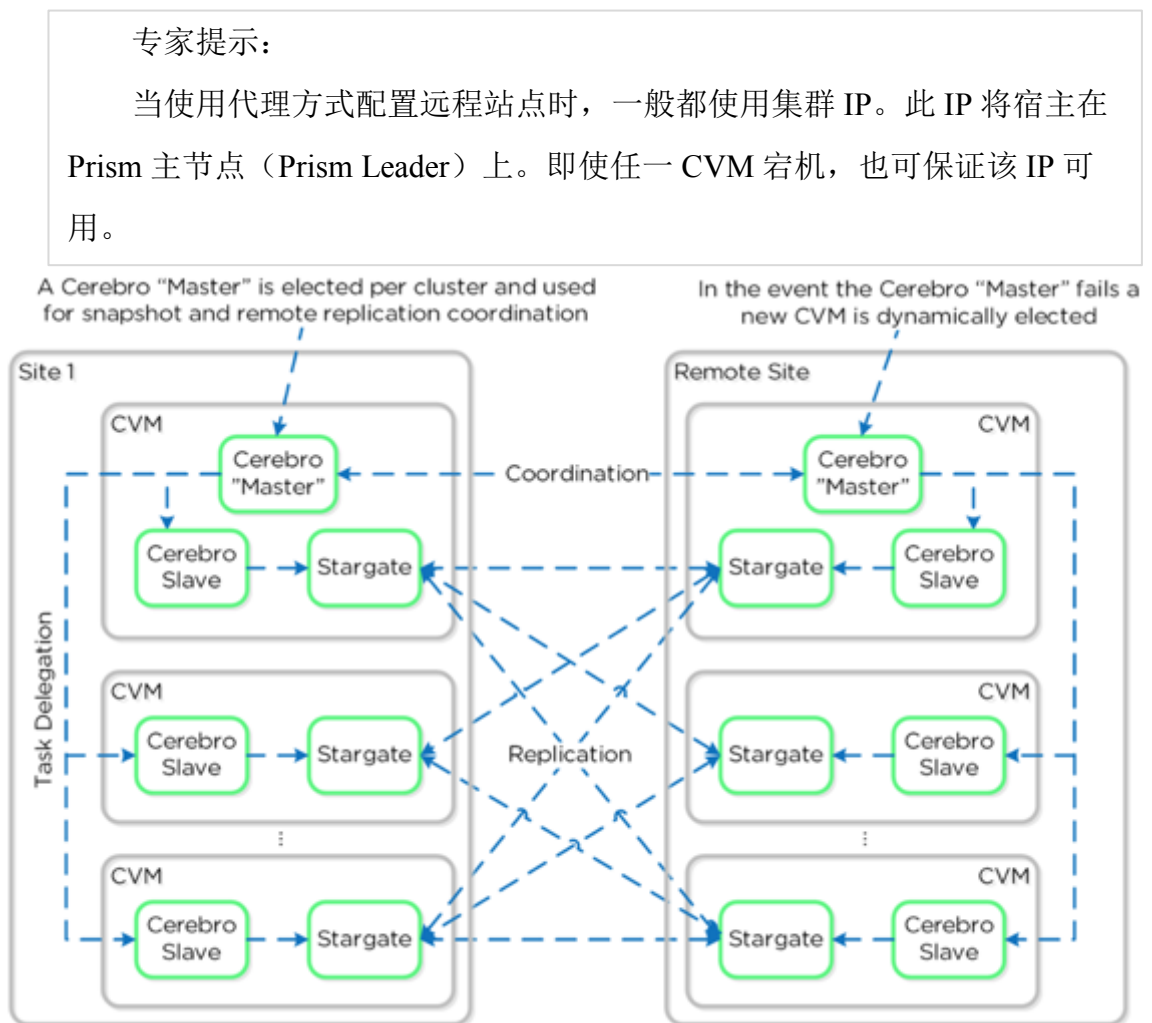 专家提示：
当使用代理方式配置远程站点时，一般都使用集群 IP。此 IP 将宿主在
Prism 主节点（Prism Leader）上。即使任一 CVM 宕机，也可保证该 IP 可
用。
A Cerebro “Master” is elected per cluster and used
for snapshot and remote replication coordination
In the event the Cerebro “Master” fails a
new CVM is dynamically elected
Site 1
CVM
Cerebro
"Master"
Cerebro
Slave
Stargate
Task Delegation
CVM
Cerebro
Slave
Stargate
...
CVM
Cerebro
Slave
Stargate
Coordination
Replication
Remote Site
CVM
Cerebro
"Master"
Stargate
Cerebro
Slave
CVM
Stargate
Cerebro
Slave
...
CVM
Stargate
Cerebro
Slave